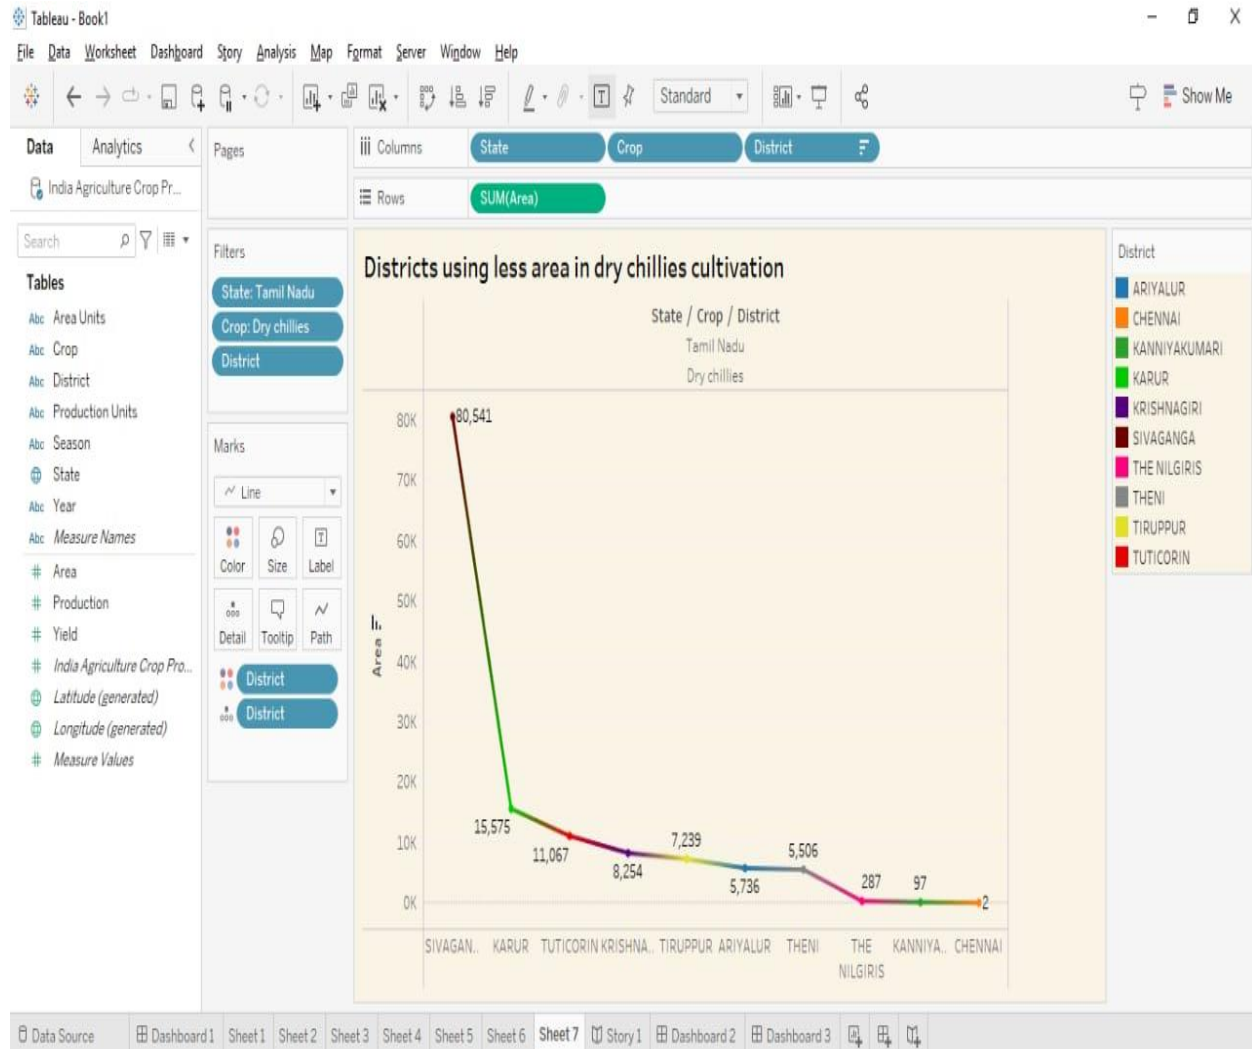 Tableau - Book1
File Data Worksheet Dashboard Story Analysis Map Format Server Window Help
Standard
Show Me
Data Analytics
India Agriculture Crop Pr...
Search
Tables
Abc Area Units
Abc Crop
Abc District
Abc Production Units
Abc Season
State
Abc Year
Abc Measure Names
# Area
# Production
# Yield
# India Agriculture Crop Pro...
Latitude (generated)
Longitude (generated)
# Measure Values
Pages
Filters
State: Tamil Nadu
Crop: Dry chillies
District
Marks
Line
Color Size Label
Detail Tooltip Path
District
District
Columns State Crop District
Rows SUM(Area)
Districts using less area in dry chillies cultivation
State / Crop / District
Tamil Nadu
Dry chillies
Area
80K
70K
60K
50K
40K
30K
20K
10K
0K
80,541
15,575
11,067
8,254
7,239
5,736
5,506
287
97
2
SIVAGAN.. KARUR TUTICORIN KRISHNA.. TIRUPPUR ARIYALUR THENI THE NILGIRIS KANNIYA.. CHENNAI
District
ARIYALUR
CHENNAI
KANNIYAKUMARI
KARUR
KRISHNAGIRI
SIVAGANGA
THE NILGIRIS
THENI
TIRUPPUR
TUTICORIN
Data Source Dashboard 1 Sheet 1 Sheet 2 Sheet 3 Sheet 4 Sheet 5 Sheet 6 Sheet 7 Story 1 Dashboard 2 Dashboard 3